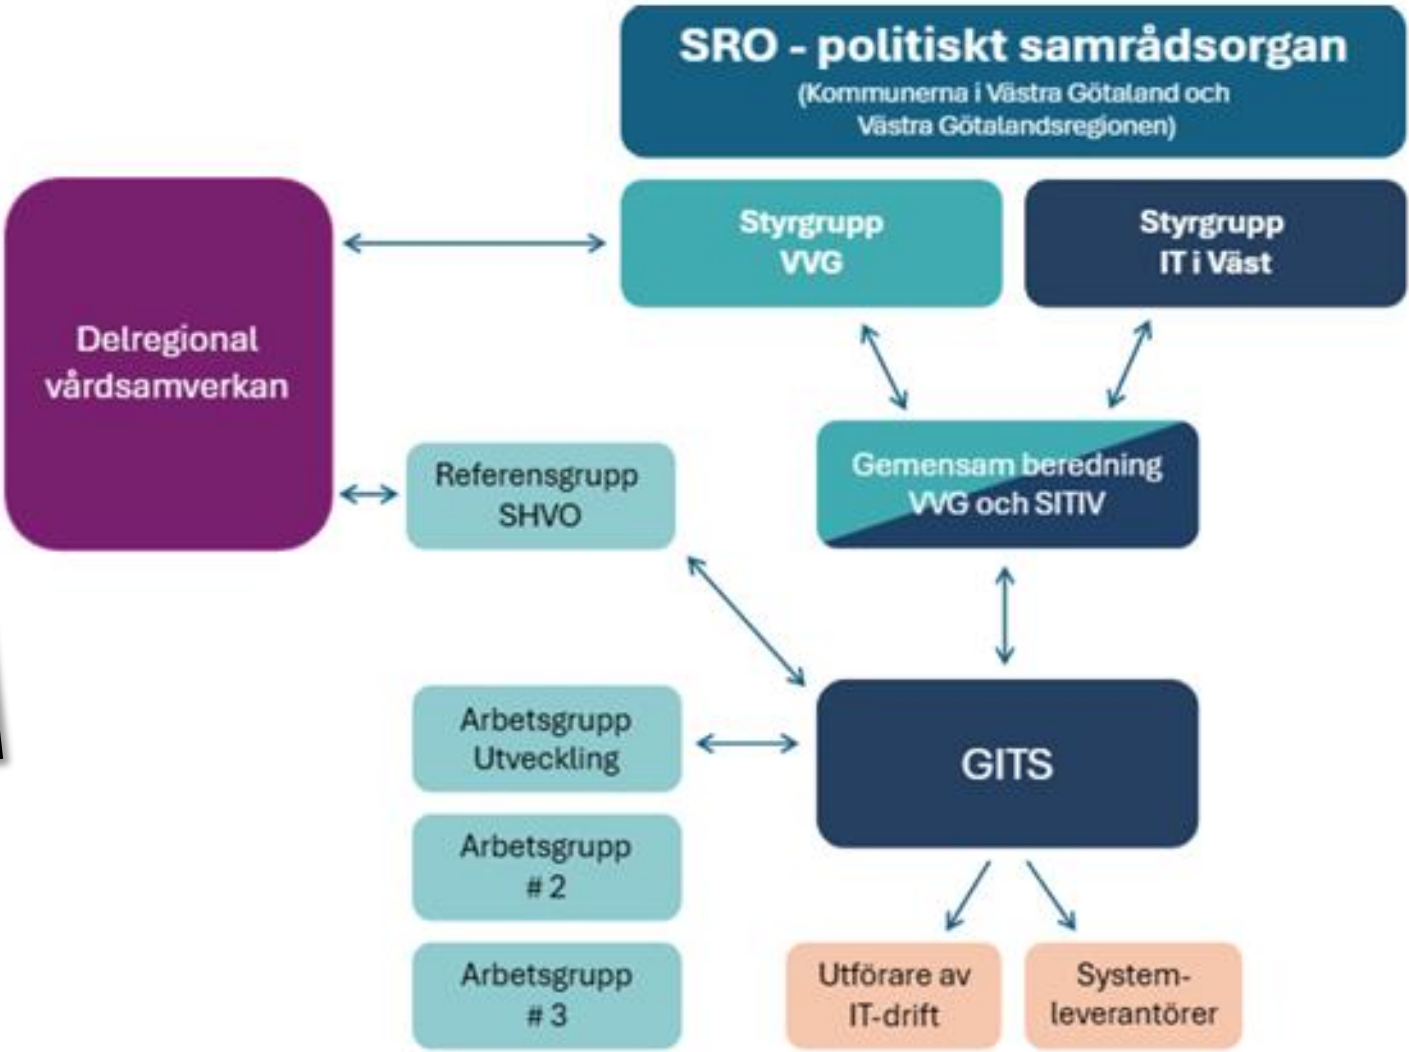 SRO - politiskt samrådsorgan
(Kommunerna i Västra Götaland och
Västra Götalandsregionen)
Styrgrupp
VVG
Styrgrupp
IT i Väst
Delregional
vårdsamverkan
Referensgrupp
SHVO
Gemensam beredning
VVG och SITIV
Arbetsgrupp
Utveckling
GITS
Arbetsgrupp
# 2
Arbetsgrupp
# 3
Utförare av
IT-drift
System-
leverantörer